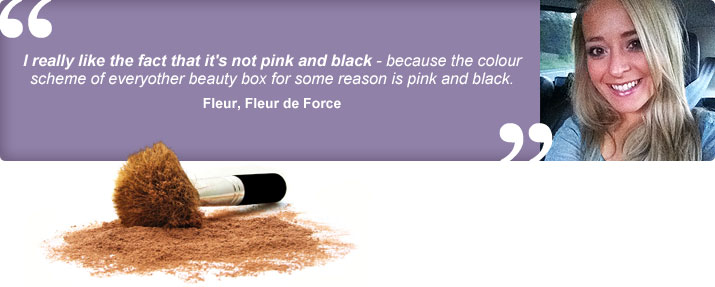 “
I really like the fact that it's not pink and black - because the colour
scheme of everyother beauty box for some reason is pink and black.
Fleur, Fleur de Force
”